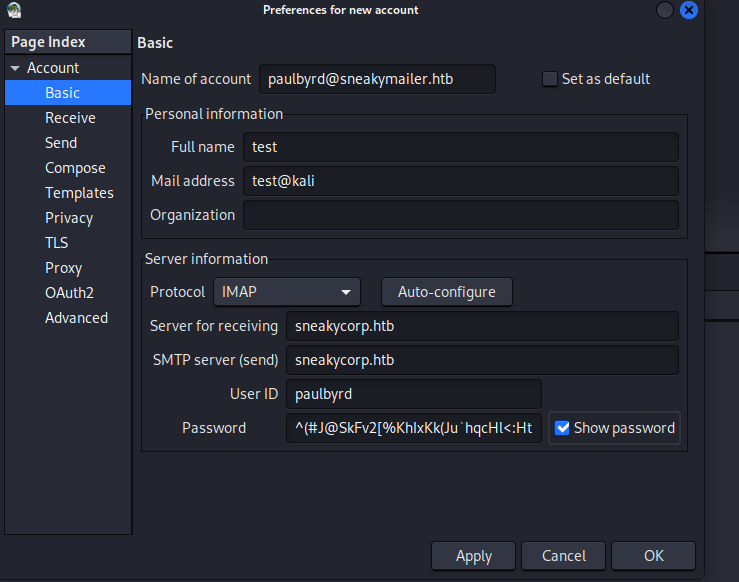 Preferences for new account
Page Index
Account
Basic
Receive
Send
Compose
Templates
Privacy
TLS
Proxy
OAuth2
Advanced
Basic
Name of account paulbyrd@sneakymailer.htb Set as default
Personal information
Full name test
Mail address test@kali
Organization
Server information
Protocol IMAP Auto-configure
Server for receiving sneakycorp.htb
SMTP server (send) sneakycorp.htb
User ID paulbyrd
Password ^(#J@SkFv2[%KhIxKk(Ju`hqcHl<:Ht Show password
Apply Cancel OK